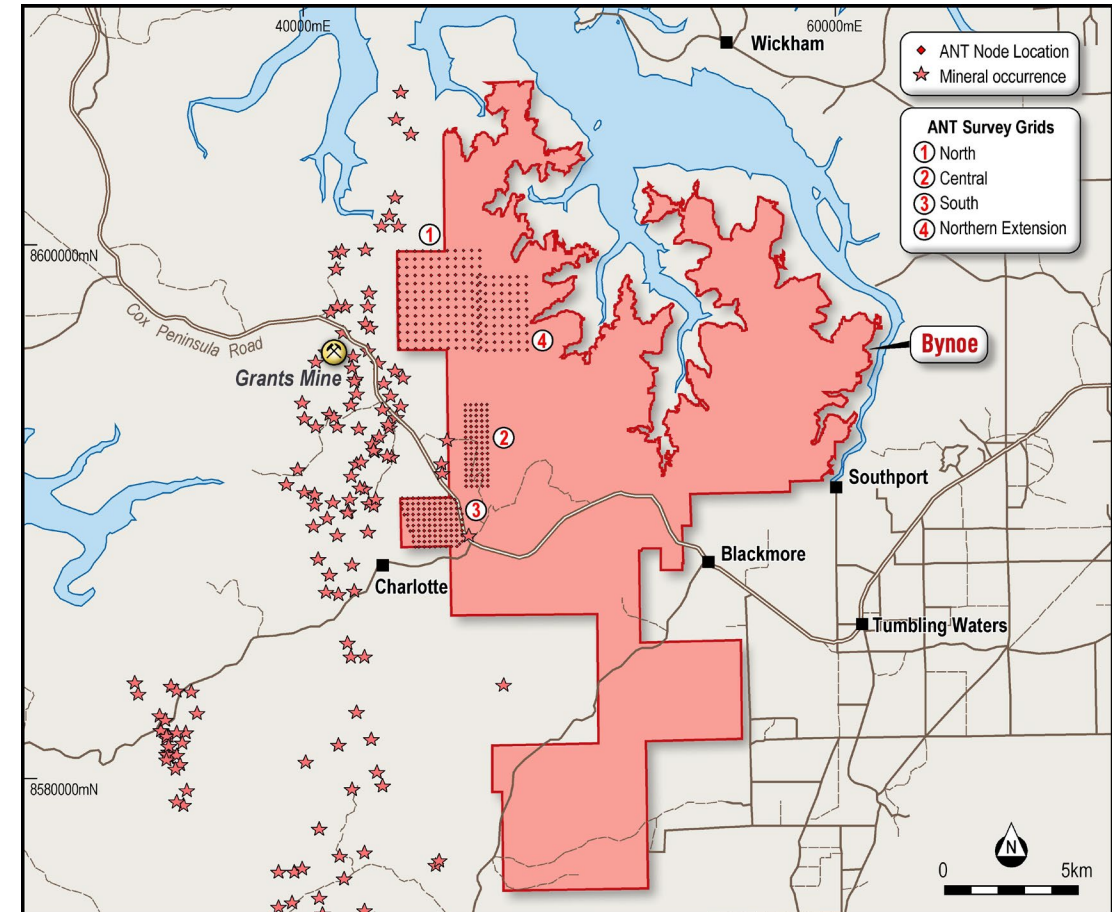 40000mE
60000mE
Wickham
ANT Node Location
Mineral occurrence
ANT Survey Grids
1 North
2 Central
3 South
4 Northern Extension
1
8600000mN
Cox Peninsula Road
4
Bynoe
Grants Mine
2
Southport
3
Blackmore
Charlotte
Tumbling Waters
8580000mN
N
0 5km